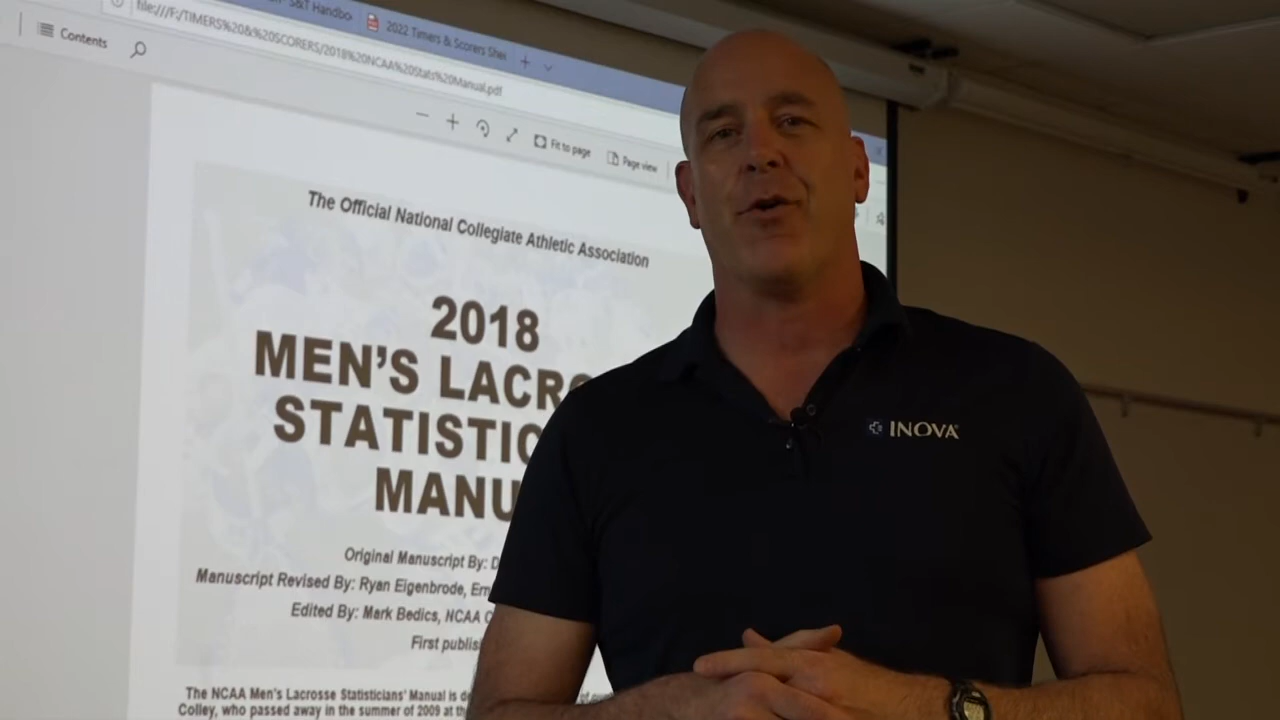 S&T Handbo
2022 Timers & Scorers She
file:///F:/TIMERS%20&%20SCORERS/2018%20NCAA%20Stats%20Manual.pdf
Contents
Fit to page
Page view
The Official National Collegiate Athletic Association
2018
MEN'S LACRO
STATISTIC
MANU
Original Manuscript By: D
Manuscript Revised By: Ryan Eigenbrode, Ern
Edited By: Mark Bedics, NCAA C
First publis
The NCAA Men's Lacrosse Statisticians' Manual is de
Colley, who passed away in the summer of 2009 at th
INOVA